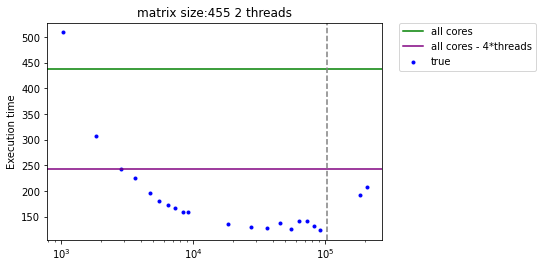 matrix size:455 2 threads
all cores
all cores - 4*threads
true
Execution time
500
450
400
350
300
250
200
150
10³
10⁴
10⁵